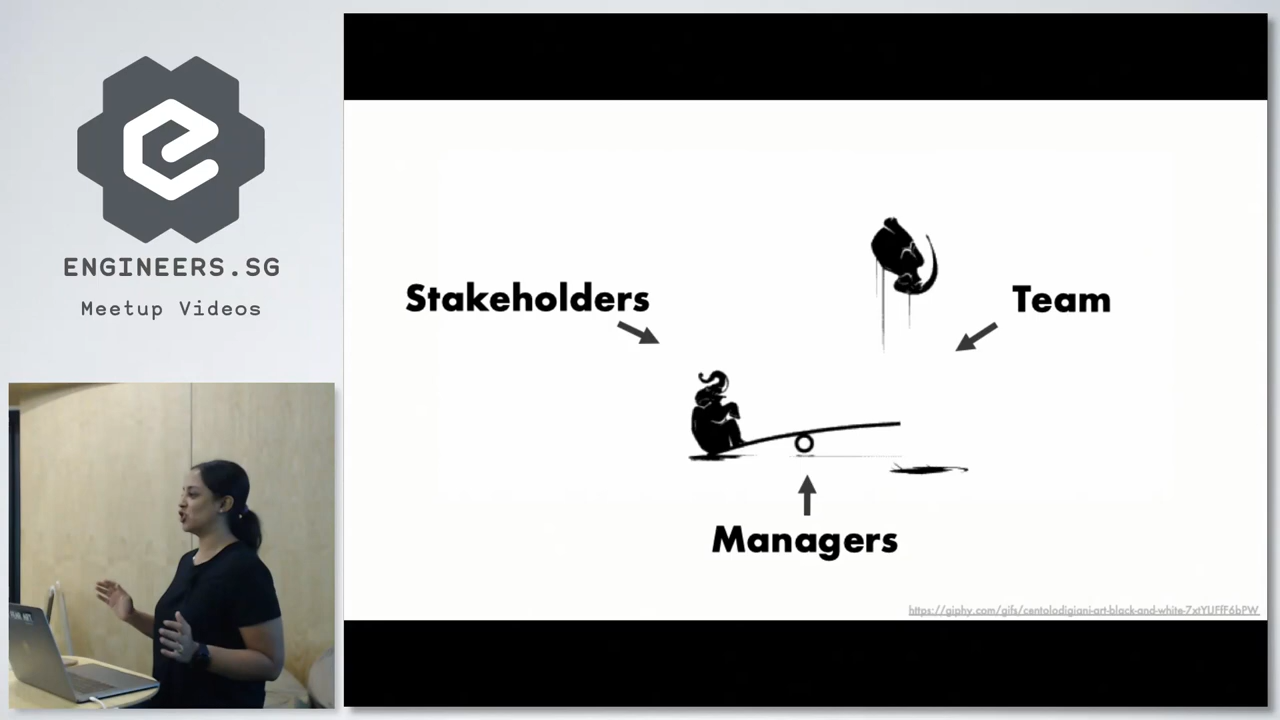 ENGINEERS.SG
Meetup Videos
Stakeholders
Team
Managers
https://giphy.com/gifs/centolodigiani-art-black-and-white-7xtYUFfF6bPW